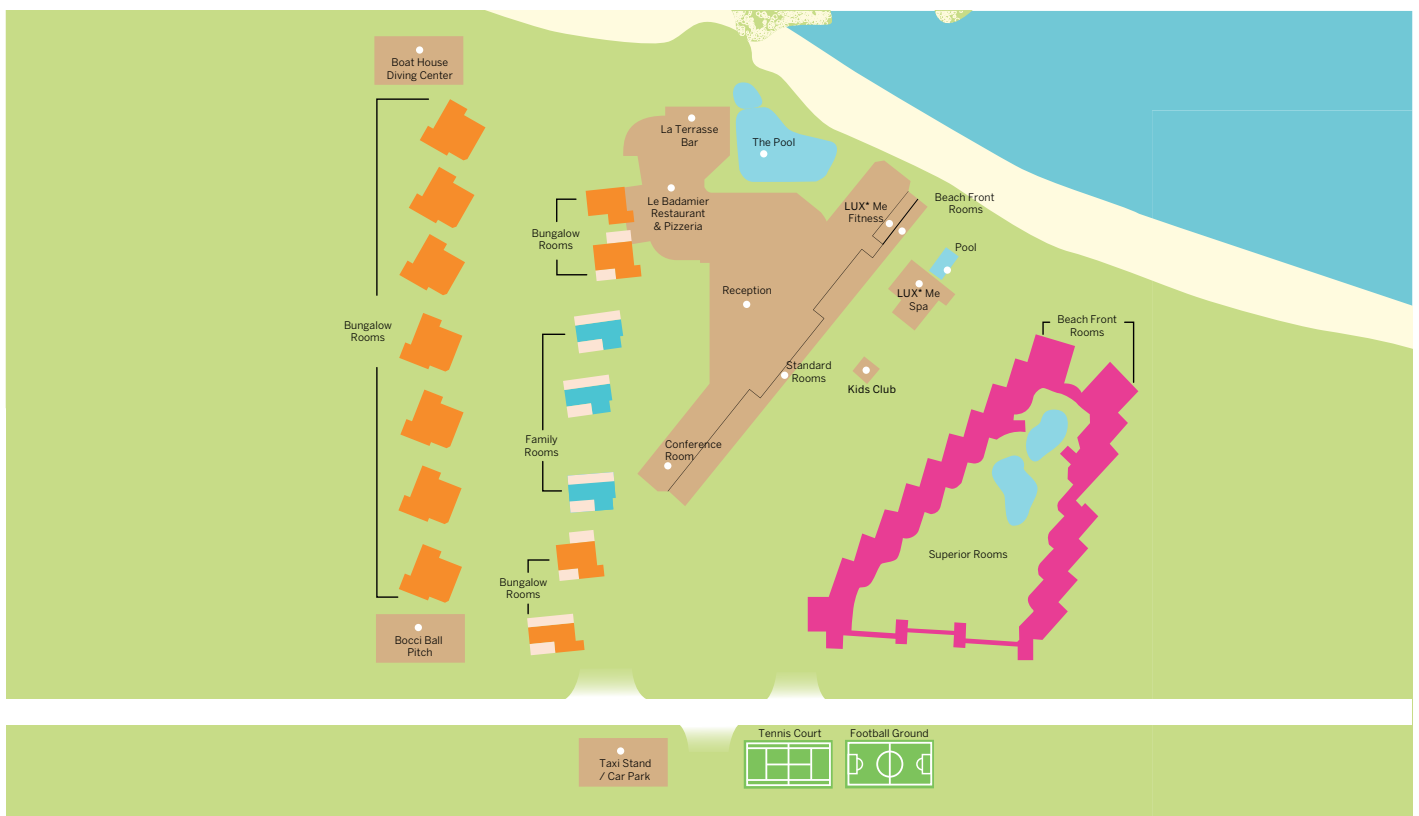 Boat House
Diving Center
La Terrasse
Bar
The Pool
Le Badamier
Restaurant
& Pizzeria
LUX* Me
Fitness
Beach Front
Rooms
Bungalow
Rooms
Pool
Reception
LUX* Me
Spa
Bungalow
Rooms
Beach Front
Rooms
Standard
Rooms
Kids Club
Family
Rooms
Conference
Room
Superior Rooms
Bungalow
Rooms
Bocci Ball
Pitch
Taxi Stand
/ Car Park
Tennis Court
Football Ground